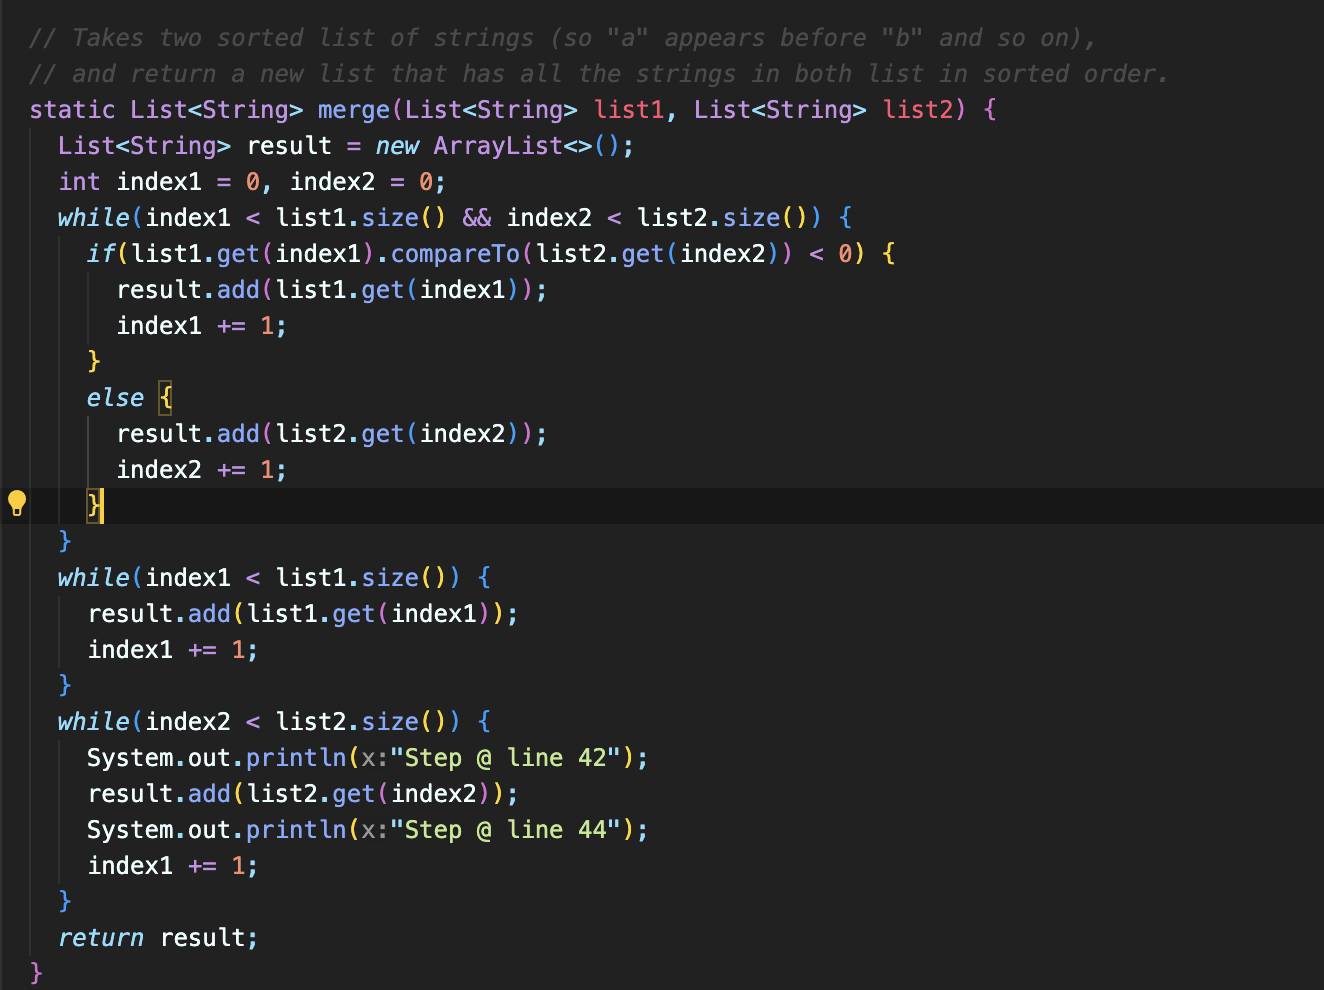 // Takes two sorted list of strings (so "a" appears before "b" and so on),
// and return a new list that has all the strings in both list in sorted order.
static List<String> merge(List<String> list1, List<String> list2) {
  List<String> result = new ArrayList<>();
  int index1 = 0, index2 = 0;
  while(index1 < list1.size() && index2 < list2.size()) {
    if(list1.get(index1).compareTo(list2.get(index2)) < 0) {
      result.add(list1.get(index1));
      index1 += 1;
    }
    else {
      result.add(list2.get(index2));
      index2 += 1;
    }
  }
  while(index1 < list1.size()) {
    result.add(list1.get(index1));
    index1 += 1;
  }
  while(index2 < list2.size()) {
    System.out.println(x:"Step @ line 42");
    result.add(list2.get(index2));
    System.out.println(x:"Step @ line 44");
    index1 += 1;
  }
  return result;
}